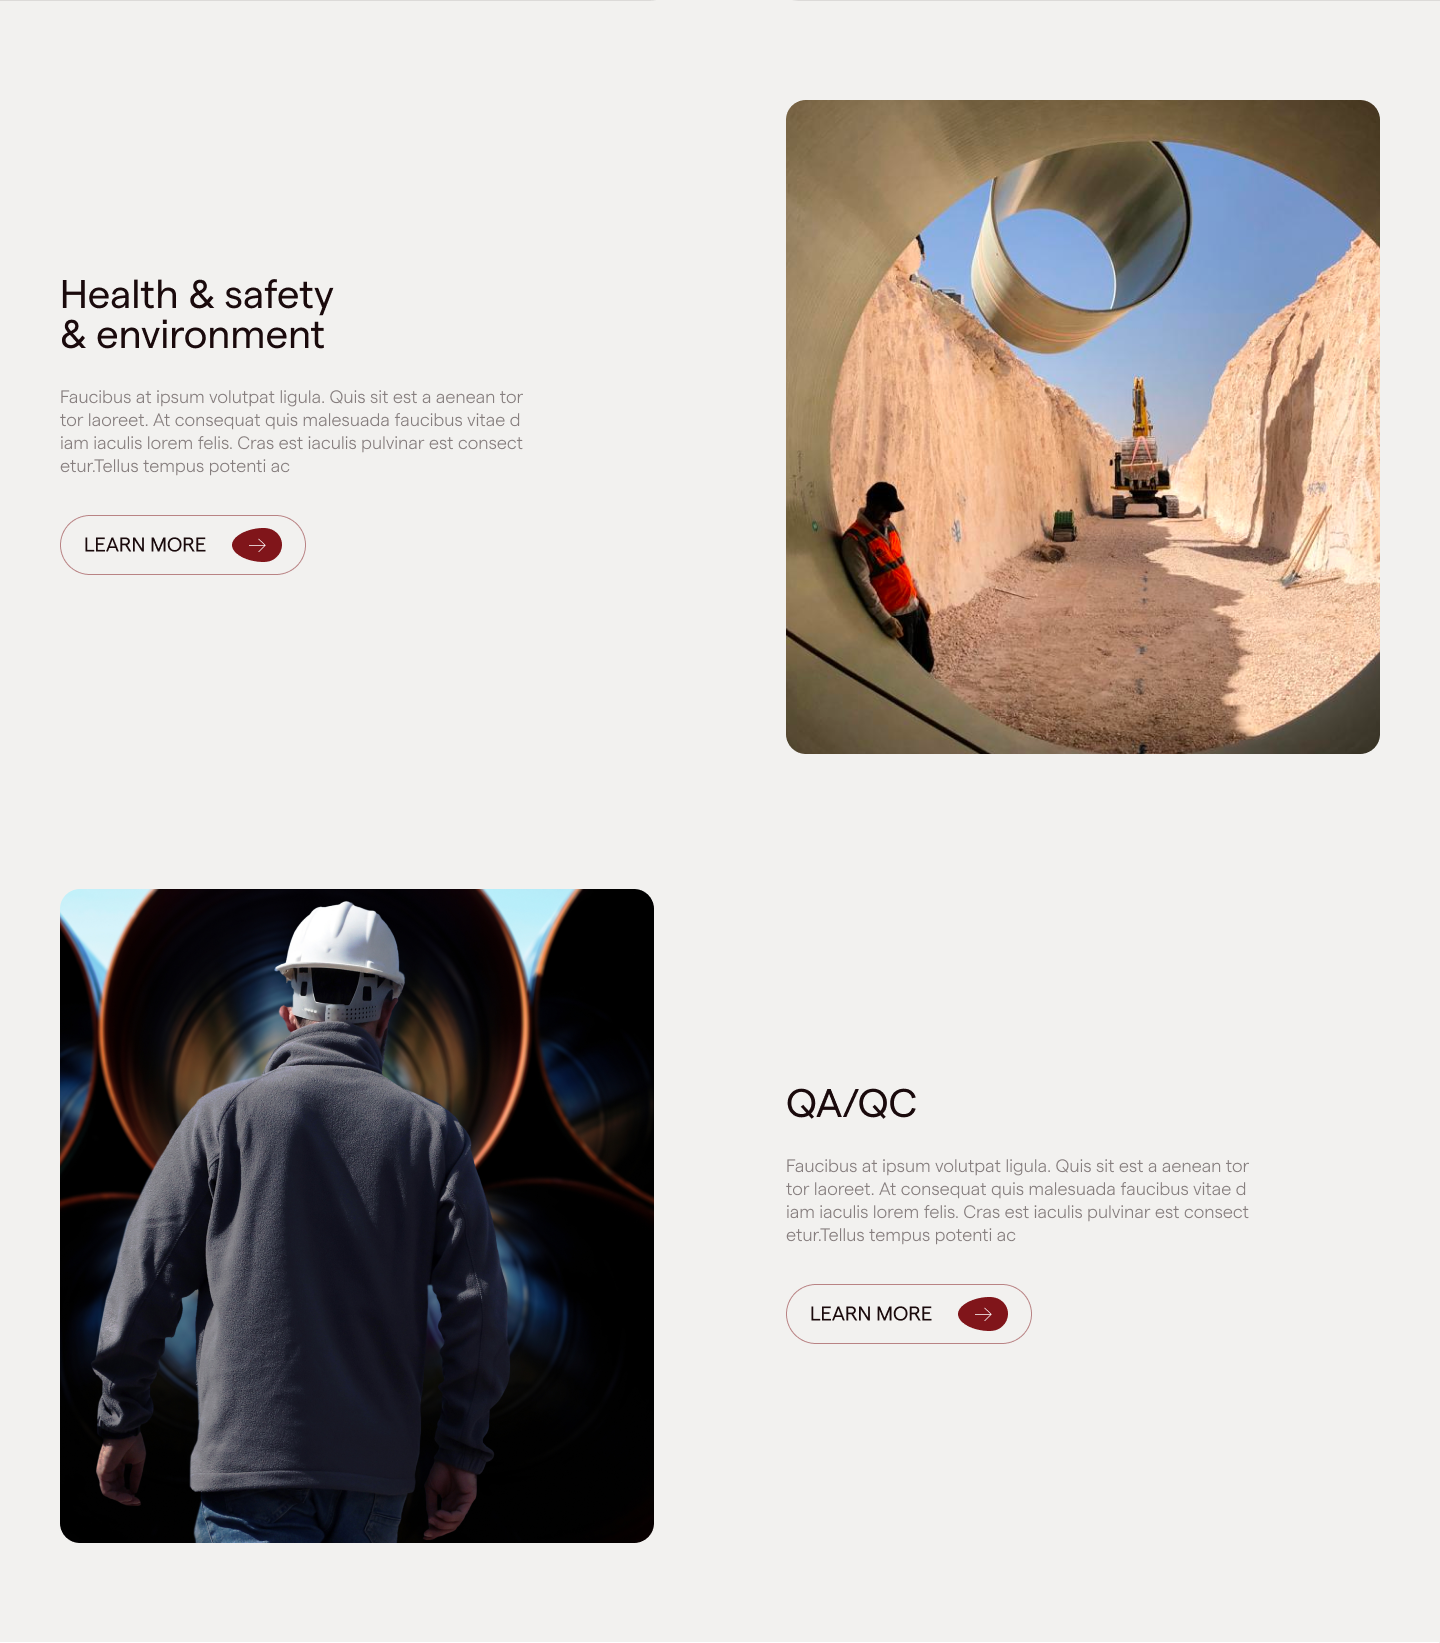 Health & safety
& environment
Faucibus at ipsum volutpat ligula. Quis sit est a aenean tor
tor laoreet. At consequat quis malesuada faucibus vitae d
iam iaculis lorem felis. Cras est iaculis pulvinar est consect
etur.Tellus tempus potenti ac
LEARN MORE
QA/QC
Faucibus at ipsum volutpat ligula. Quis sit est a aenean tor
tor laoreet. At consequat quis malesuada faucibus vitae d
iam iaculis lorem felis. Cras est iaculis pulvinar est consect
etur.Tellus tempus potenti ac
LEARN MORE